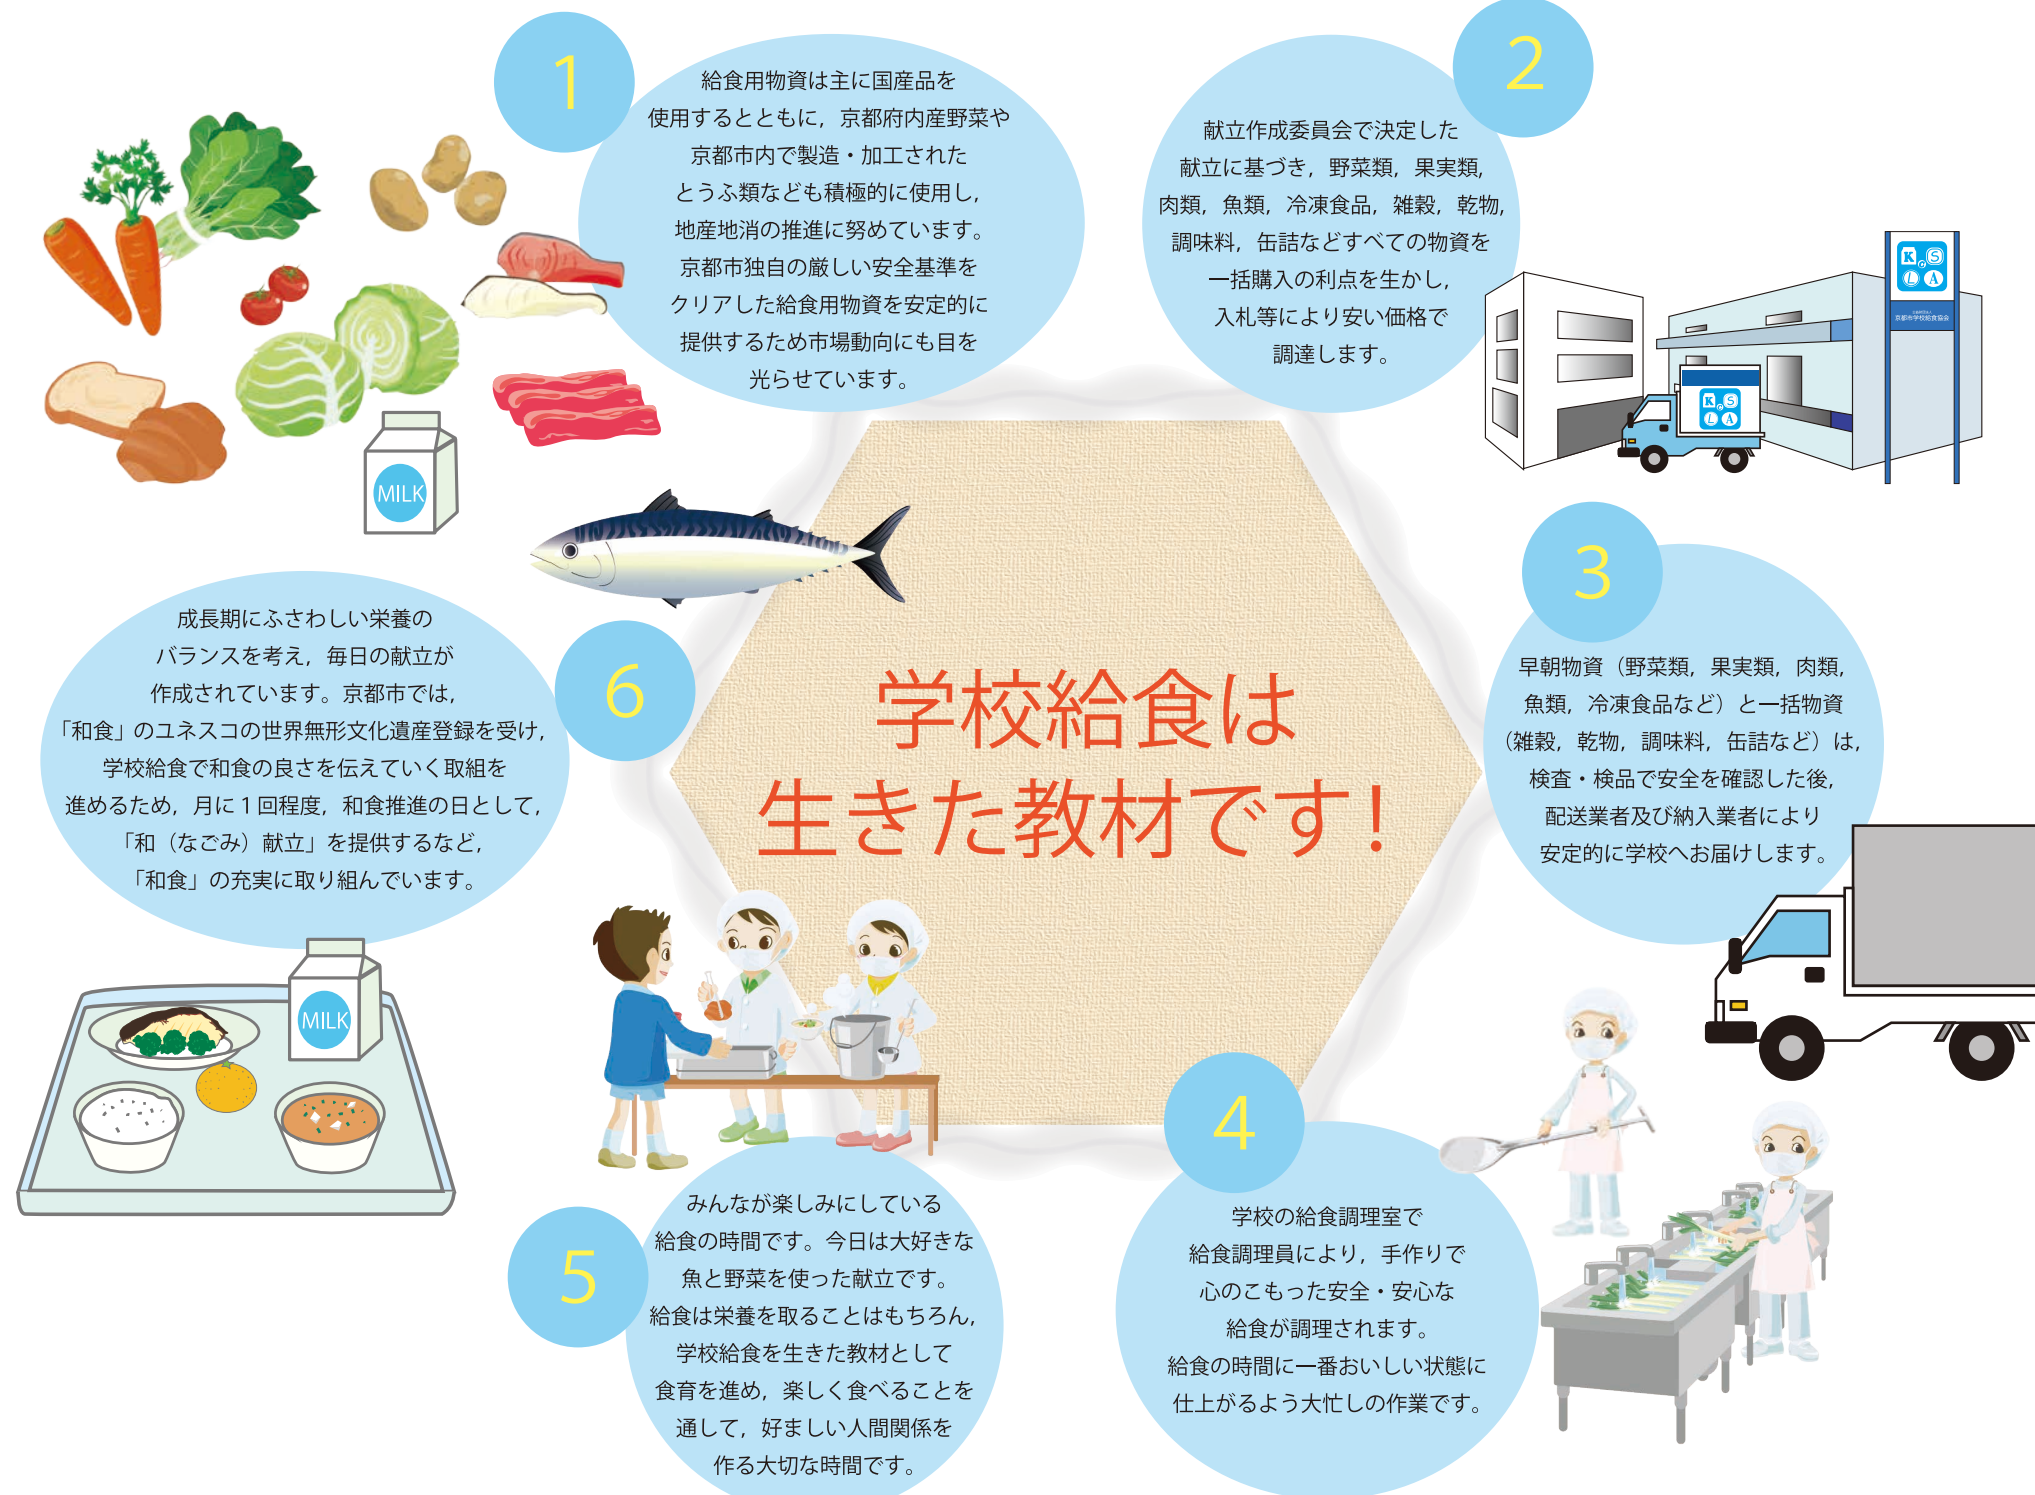 1
給食用物資は主に国産品を
使用するとともに，京都府内産野菜や
京都市内で製造・加工された
とうふ類なども積極的に使用し，
地産地消の推進に努めています。
京都市独自の厳しい安全基準を
クリアした給食用物資を安定的に
提供するため市場動向にも目を
光らせています。
2
献立作成委員会で決定した
献立に基づき，野菜類，果実類，
肉類，魚類，冷凍食品，雑穀，乾物，
調味料，缶詰などすべての物資を
一括購入の利点を生かし，
入札等により安い価格で
調達します。
K c S
L A
京都市学校給食協会
K c S
L A
MILK
学校給食は
生きた教材です！
3
早朝物資（野菜類，果実類，肉類，
魚類，冷凍食品など）と一括物資
（雑穀，乾物，調味料，缶詰など）は，
検査・検品で安全を確認した後，
配送業者及び納入業者により
安定的に学校へお届けします。
4
学校の給食調理室で
給食調理員により，手作りで
心のこもった安全・安心な
給食が調理されます。
給食の時間に一番おいしい状態に
仕上がるよう大忙しの作業です。
5
みんなが楽しみにしている
給食の時間です。今日は大好きな
魚と野菜を使った献立です。
給食は栄養を取ることはもちろん，
学校給食を生きた教材として
食育を進め，楽しく食べることを
通して，好ましい人間関係を
作る大切な時間です。
6
成長期にふさわしい栄養の
バランスを考え，毎日の献立が
作成されています。京都市では，
「和食」のユネスコの世界無形文化遺産登録を受け，
学校給食で和食の良さを伝えていく取組を
進めるため，月に１回程度，和食推進の日として，
「和（なごみ）献立」を提供するなど，
「和食」の充実に取り組んでいます。
MILK